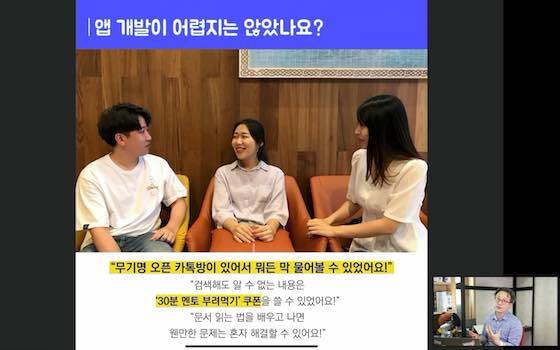 앱 개발이 어렵지는 않았나요?
“무기명 오픈 카톡방이 있어서 뭐든 막 물어볼 수 있었어요!”
“검색해도 알 수 없는 내용은
‘30분 멘토 부려먹기’ 쿠폰을 쓸 수 있었어요!”
“문서 읽는 법을 배우고 나면
웬만한 문제는 혼자 해결할 수 있어요!”